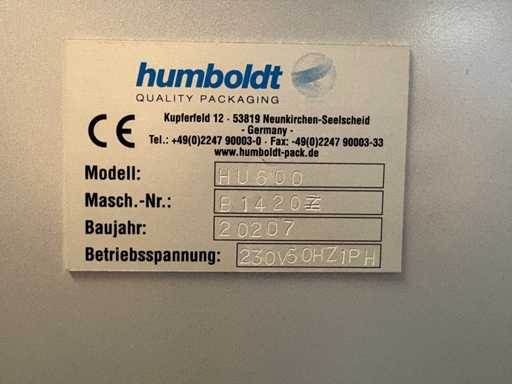 humboldt
QUALITY PACKAGING
Kupferfeld 12 · 53819 Neunkirchen-Seelscheid
- Germany -
Tel.: +49(0)2247 90003-0 · Fax: -49(0)2247 90003-33
www.humboldt-pack.de
CE
Modell: HU600
Masch.-Nr.: B1420
Baujahr: 20207
Betriebsspannung: 230V50HZ1PH